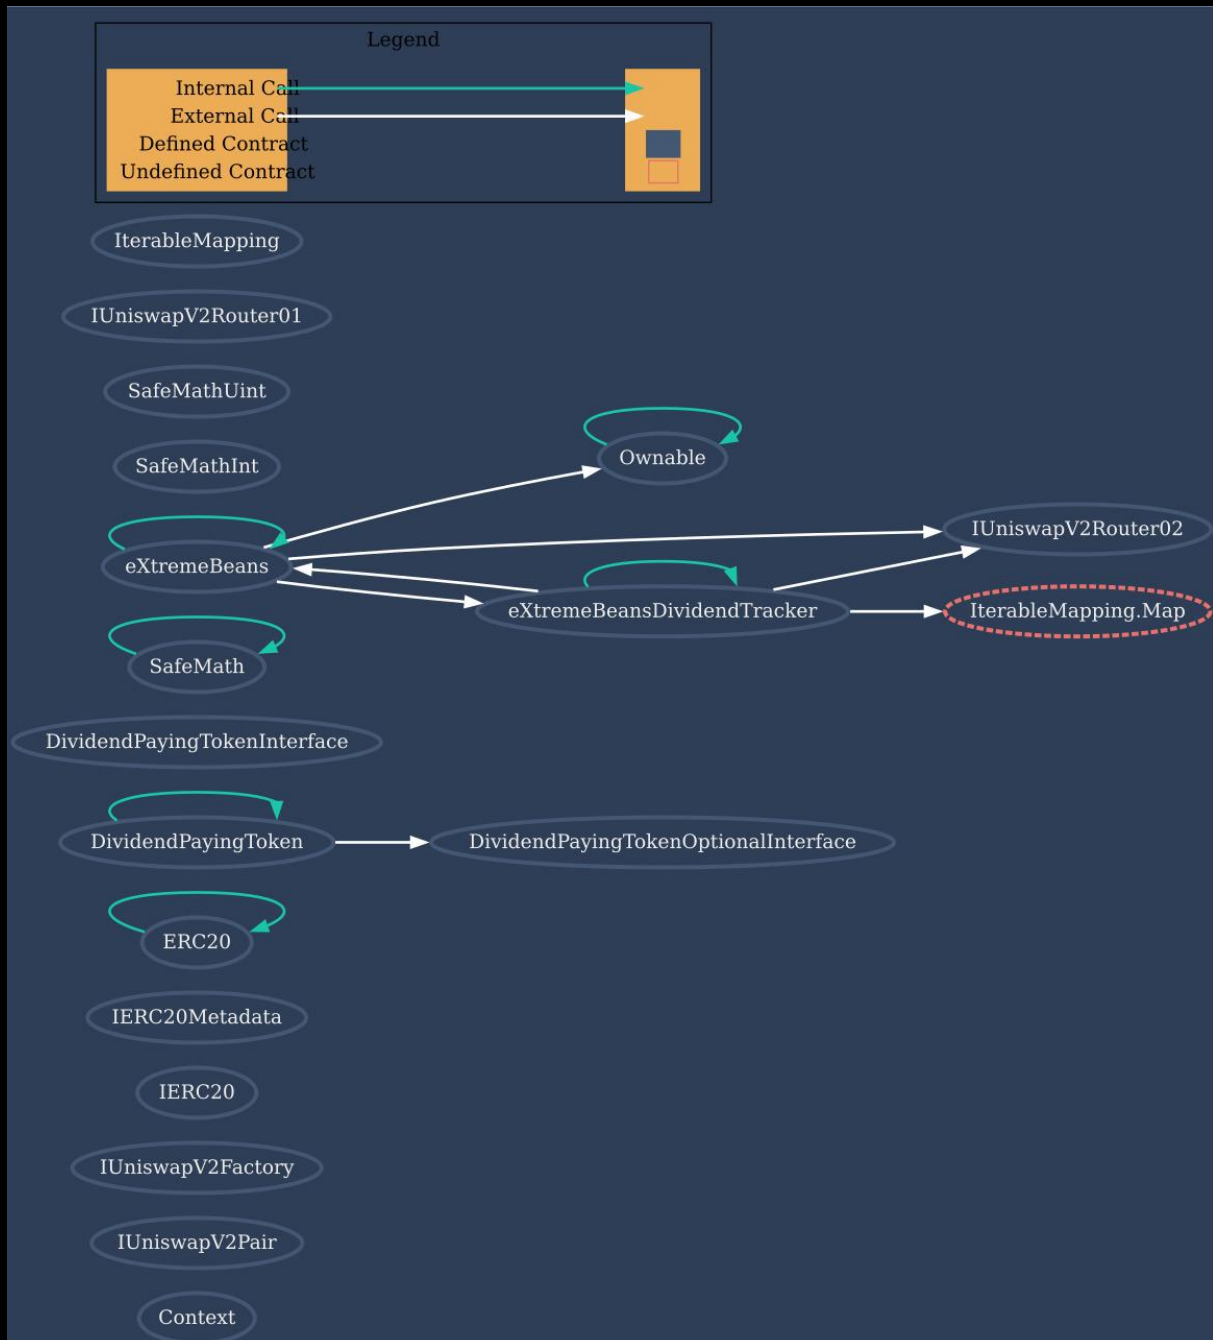 Legend
Internal Call
External Call
Defined Contract
Undefined Contract
IterableMapping
IUniswapV2Router01
SafeMathUint
SafeMathInt
Ownable
IUniswapV2Router02
eXtremeBeans
eXtremeBeansDividendTracker
IterableMapping.Map
SafeMath
DividendPayingTokenInterface
DividendPayingToken
DividendPayingTokenOptionalInterface
ERC20
IERC20Metadata
IERC20
IUniswapV2Factory
IUniswapV2Pair
Context